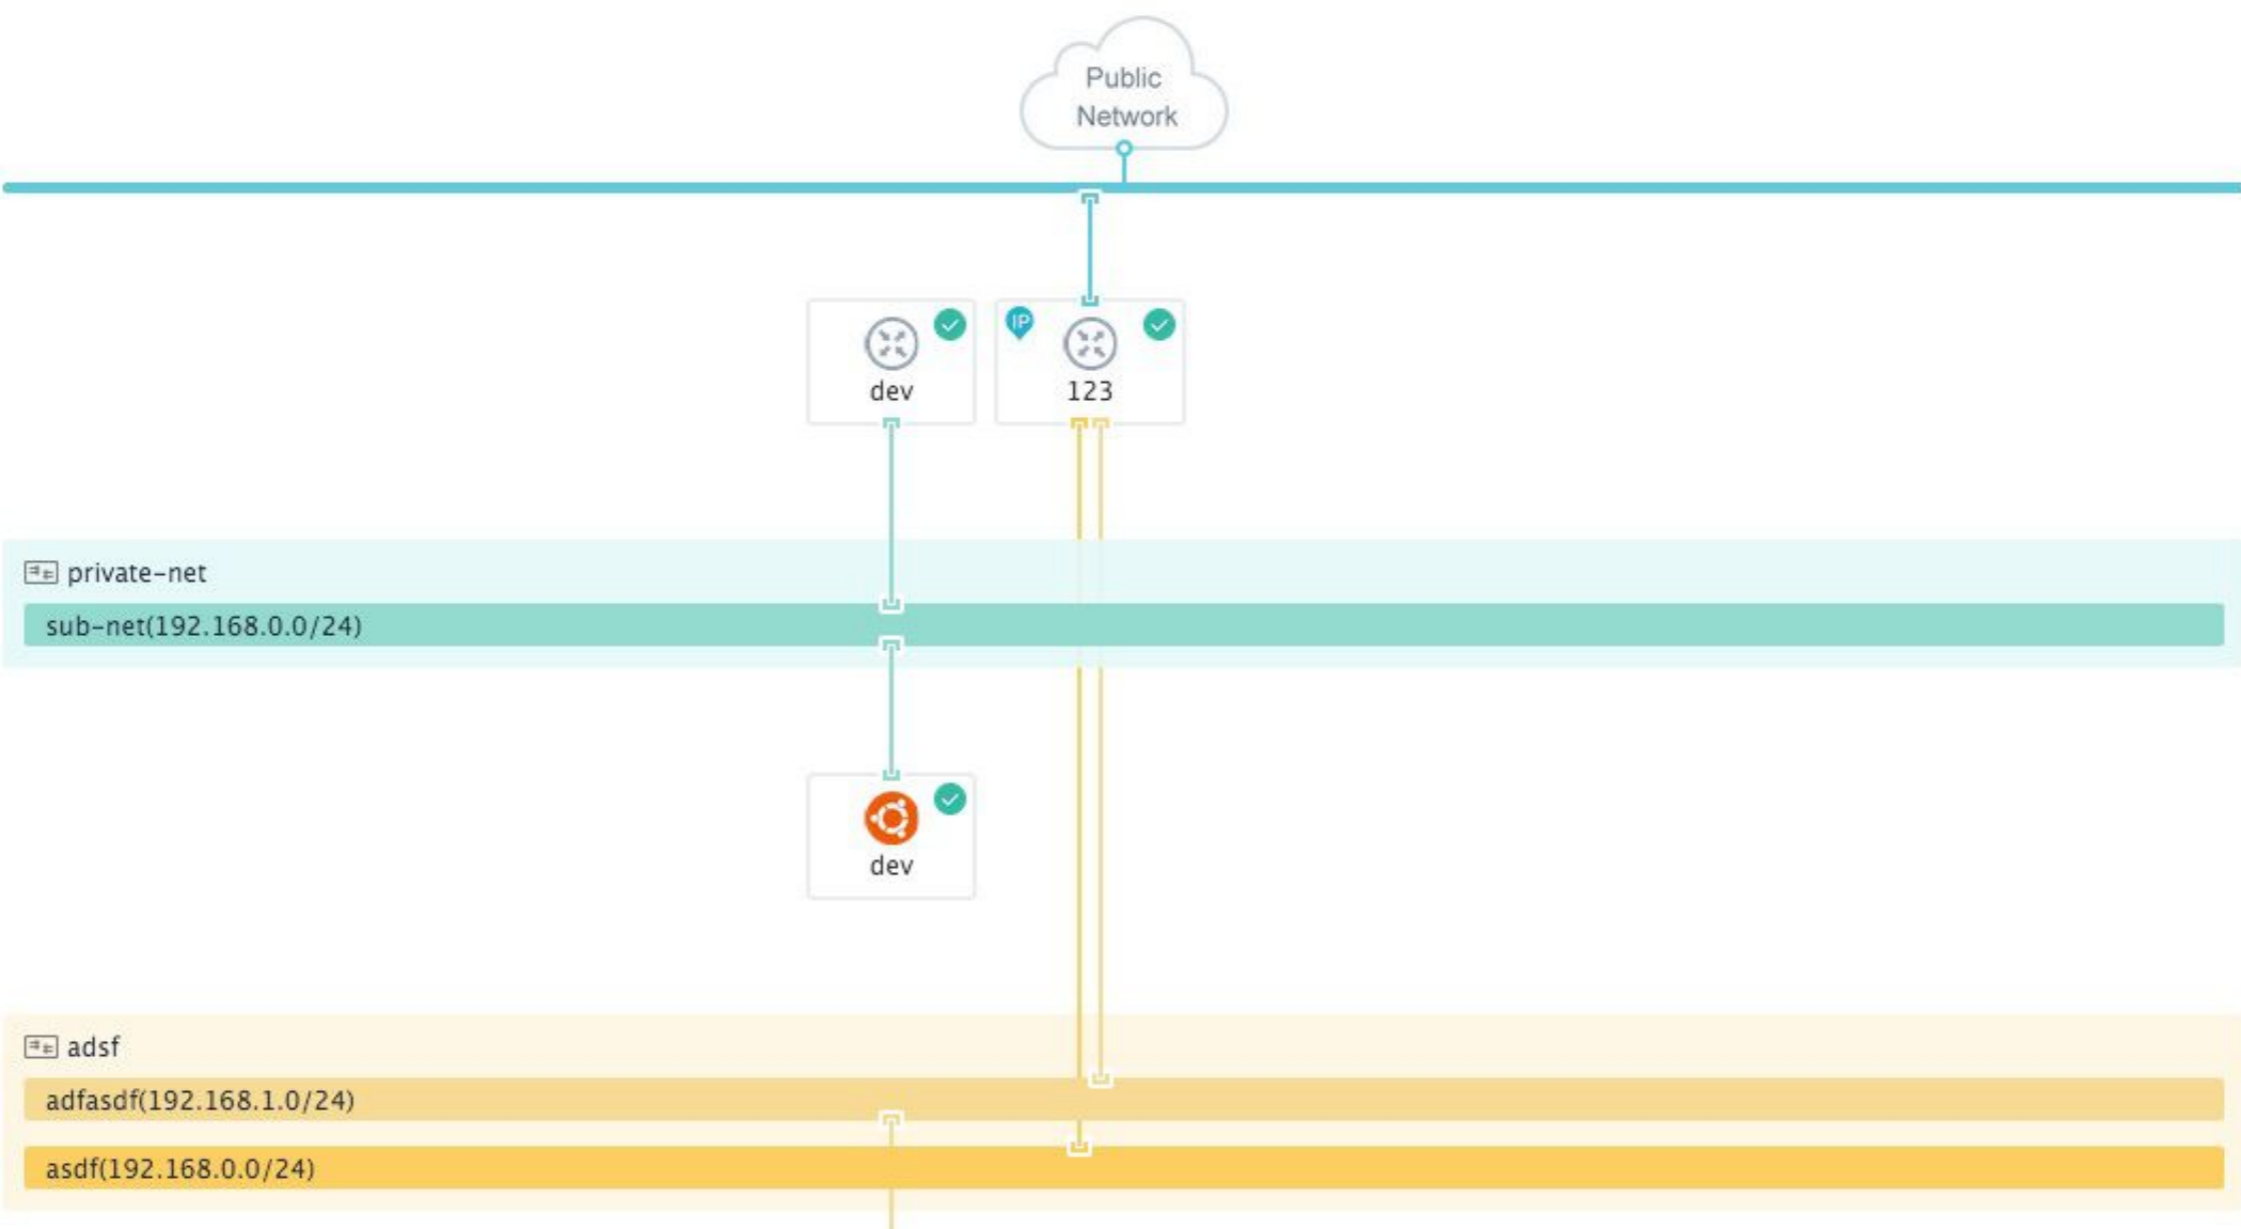 Public
Network
IP
dev
123
private-net
sub-net(192.168.0.0/24)
dev
adsf
adfasdf(192.168.1.0/24)
asdf(192.168.0.0/24)